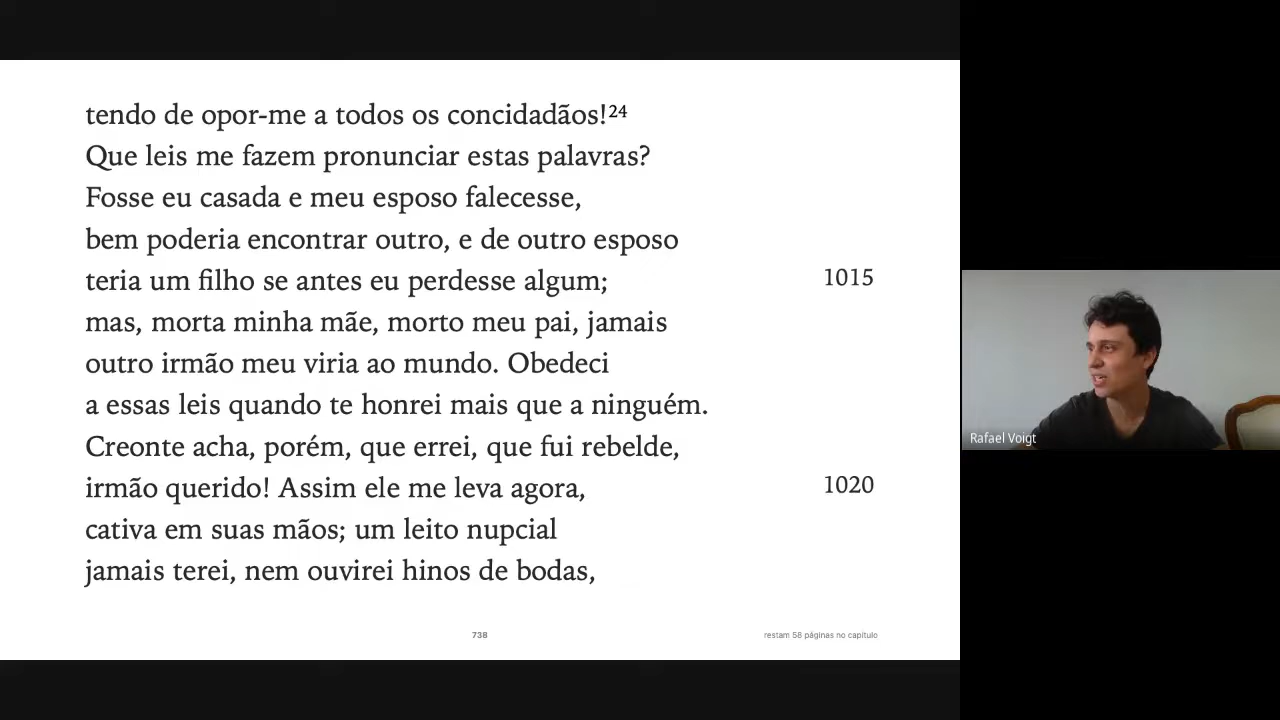 tendo de opor-me a todos os concidadãos!24
Que leis me fazem pronunciar estas palavras?
Fosse eu casada e meu esposo falecesse,
bem poderia encontrar outro, e de outro esposo
teria um filho se antes eu perdesse algum;
1015
mas, morta minha mãe, morto meu pai, jamais
outro irmão meu viria ao mundo. Obedeci
a essas leis quando te honrei mais que a ninguém.
Creonte acha, porém, que errei, que fui rebelde,
irmão querido! Assim ele me leva agora,
1020
cativa em suas mãos; um leito nupcial
jamais terei, nem ouvirei hinos de bodas,
738
restam 58 páginas no capítulo
Rafael Voigt